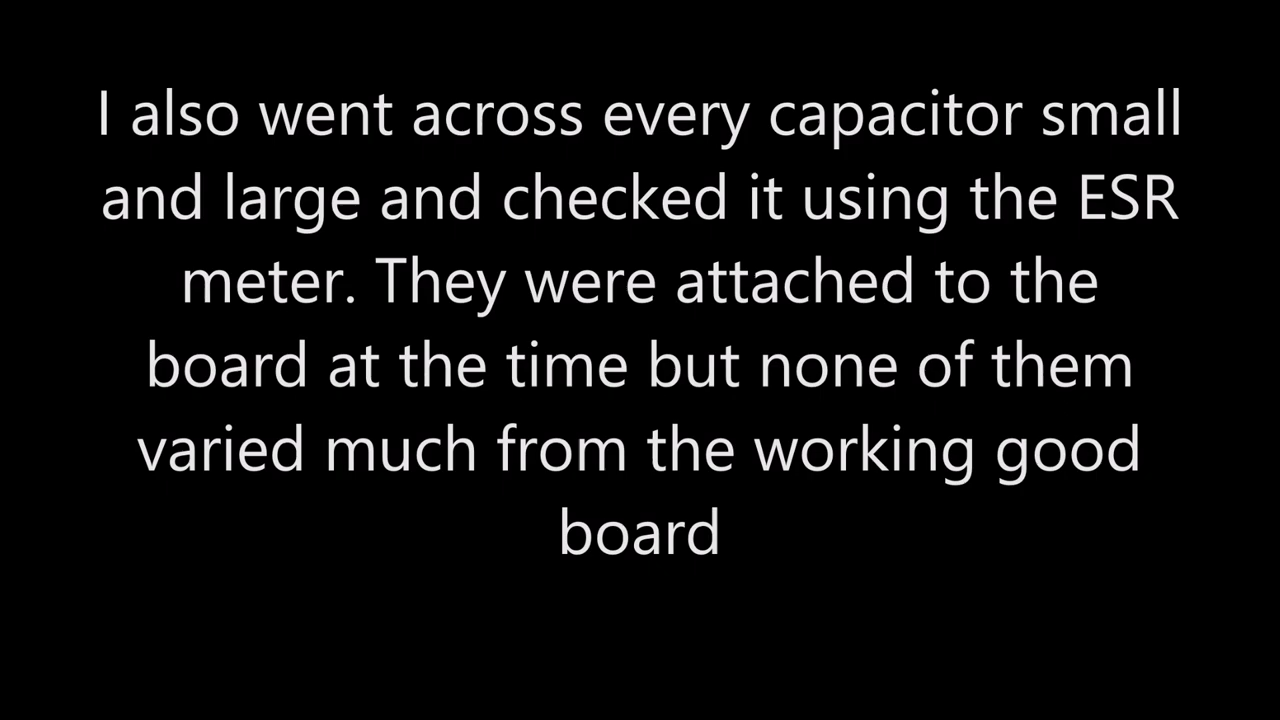 I also went across every capacitor small
and large and checked it using the ESR
meter. They were attached to the
board at the time but none of them
varied much from the working good
board